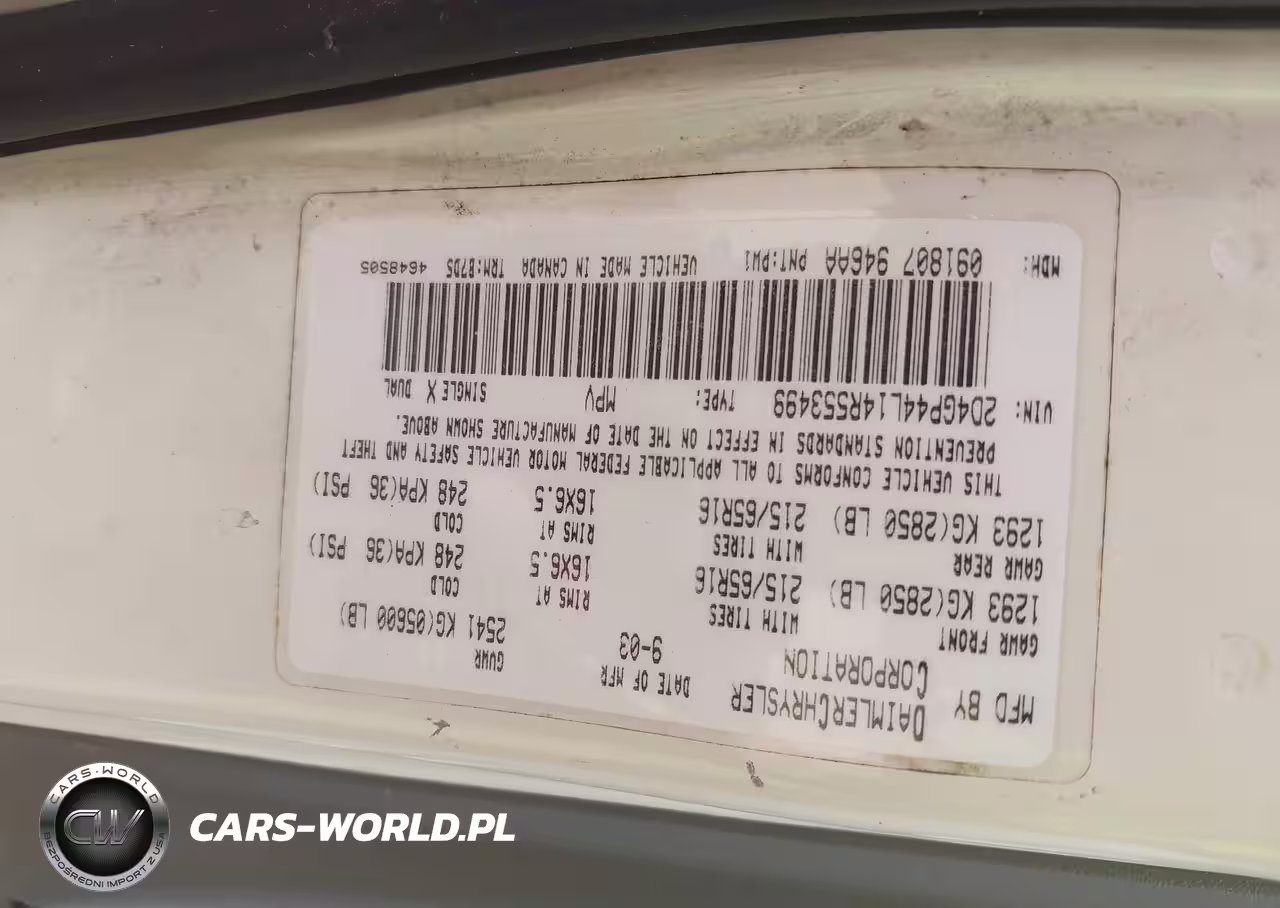 MFD BY DAIMLERCHRYSLER CORPORATION
DATE OF MFR 9-03
GVWR 2541 KG(05600 LB)
GAWR FRONT WITH TIRES RIMS AT COLD
1293 KG(2850 LB) 215/65R16 16X6.5 248 KPA(36 PSI)
GAWR REAR WITH TIRES RIMS AT COLD
1293 KG(2850 LB) 215/65R16 16X6.5 248 KPA(36 PSI)
THIS VEHICLE CONFORMS TO ALL APPLICABLE FEDERAL MOTOR VEHICLE SAFETY AND THEFT
PREVENTION STANDARDS IN EFFECT ON THE DATE OF MANUFACTURE SHOWN ABOVE.
VIN: 2D4GP44L14R553499 TYPE: MPV SINGLE X DUAL
MDH: 091807 946AA PNT:PW1 VEHICLE MADE IN CANADA TRM:B7D5 4648505
CARS-WORLD
CW
BEZPOŚREDNI IMPORT Z USA
CARS-WORLD.PL